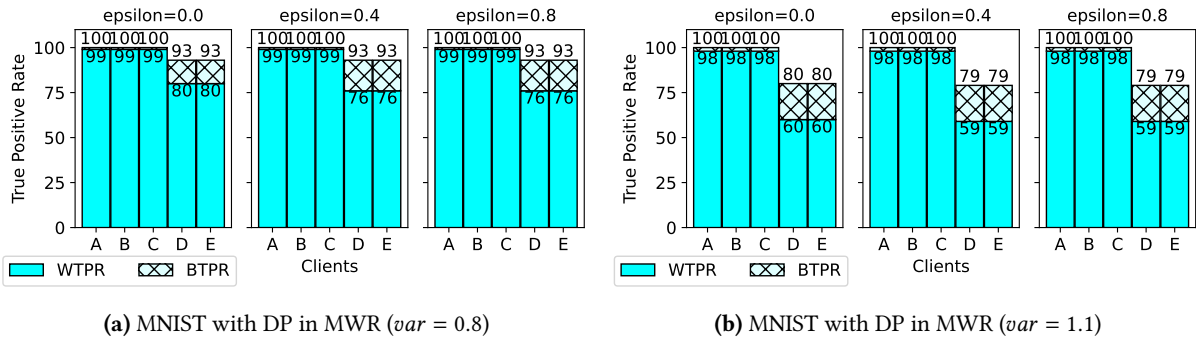 epsilon=0.0 epsilon=0.4 epsilon=0.8 epsilon=0.0 epsilon=0.4 epsilon=0.8
True Positive Rate
100 75 50 25 0
100 100 100 93 93
99 99 99 80 80
100 100 100 93 93
99 99 99 76 76
100 100 100 93 93
99 99 99 76 76
A B C D E A B C D E A B C D E
Clients
WTPR BTPR
True Positive Rate
100 75 50 25 0
100 100 100 80 80
98 98 98 60 60
100 100 100 79 79
98 98 98 59 59
100 100 100 79 79
98 98 98 59 59
A B C D E A B C D E A B C D E
Clients
WTPR BTPR
(a) MNIST with DP in MWR (var = 0.8)
(b) MNIST with DP in MWR (var = 1.1)